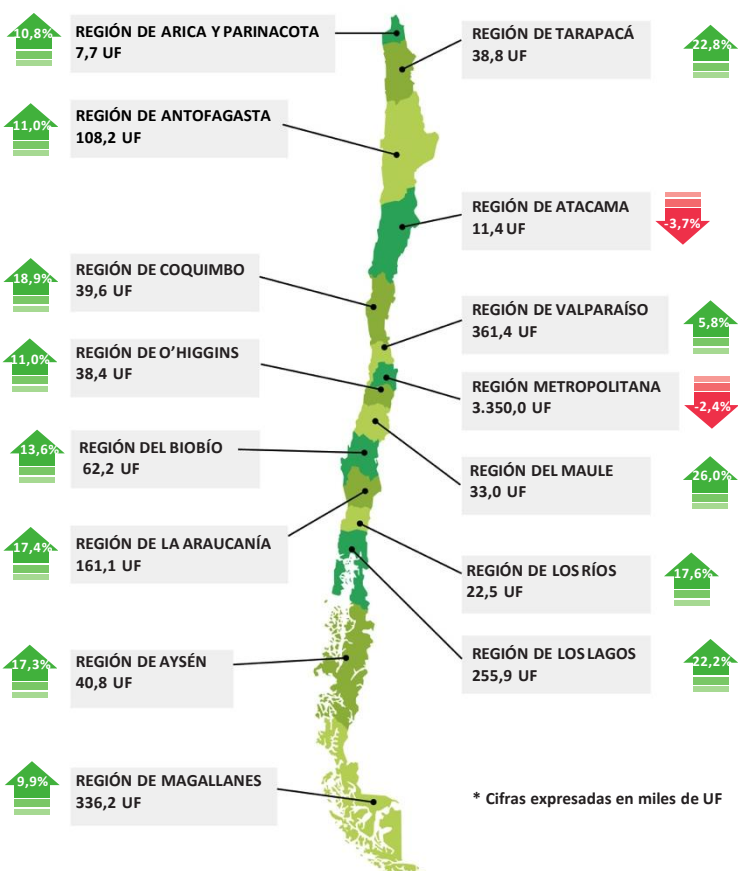 10,8%
REGIÓN DE ARICA Y PARINACOTA
7,7 UF
REGIÓN DE TARAPACÁ
38,8 UF
22,8%
11,0%
REGIÓN DE ANTOFAGASTA
108,2 UF
REGIÓN DE ATACAMA
11,4 UF
-3,7%
18,9%
REGIÓN DE COQUIMBO
39,6 UF
REGIÓN DE VALPARAÍSO
361,4 UF
5,8%
11,0%
REGIÓN DE O’HIGGINS
38,4 UF
REGIÓN METROPOLITANA
3.350,0 UF
-2,4%
13,6%
REGIÓN DEL BIOBÍO
62,2 UF
REGIÓN DEL MAULE
33,0 UF
26,0%
17,4%
REGIÓN DE LA ARAUCANÍA
161,1 UF
REGIÓN DE LOS RÍOS
22,5 UF
17,6%
17,3%
REGIÓN DE AYSÉN
40,8 UF
REGIÓN DE LOS LAGOS
255,9 UF
22,2%
9,9%
REGIÓN DE MAGALLANES
336,2 UF
* Cifras expresadas en miles de UF